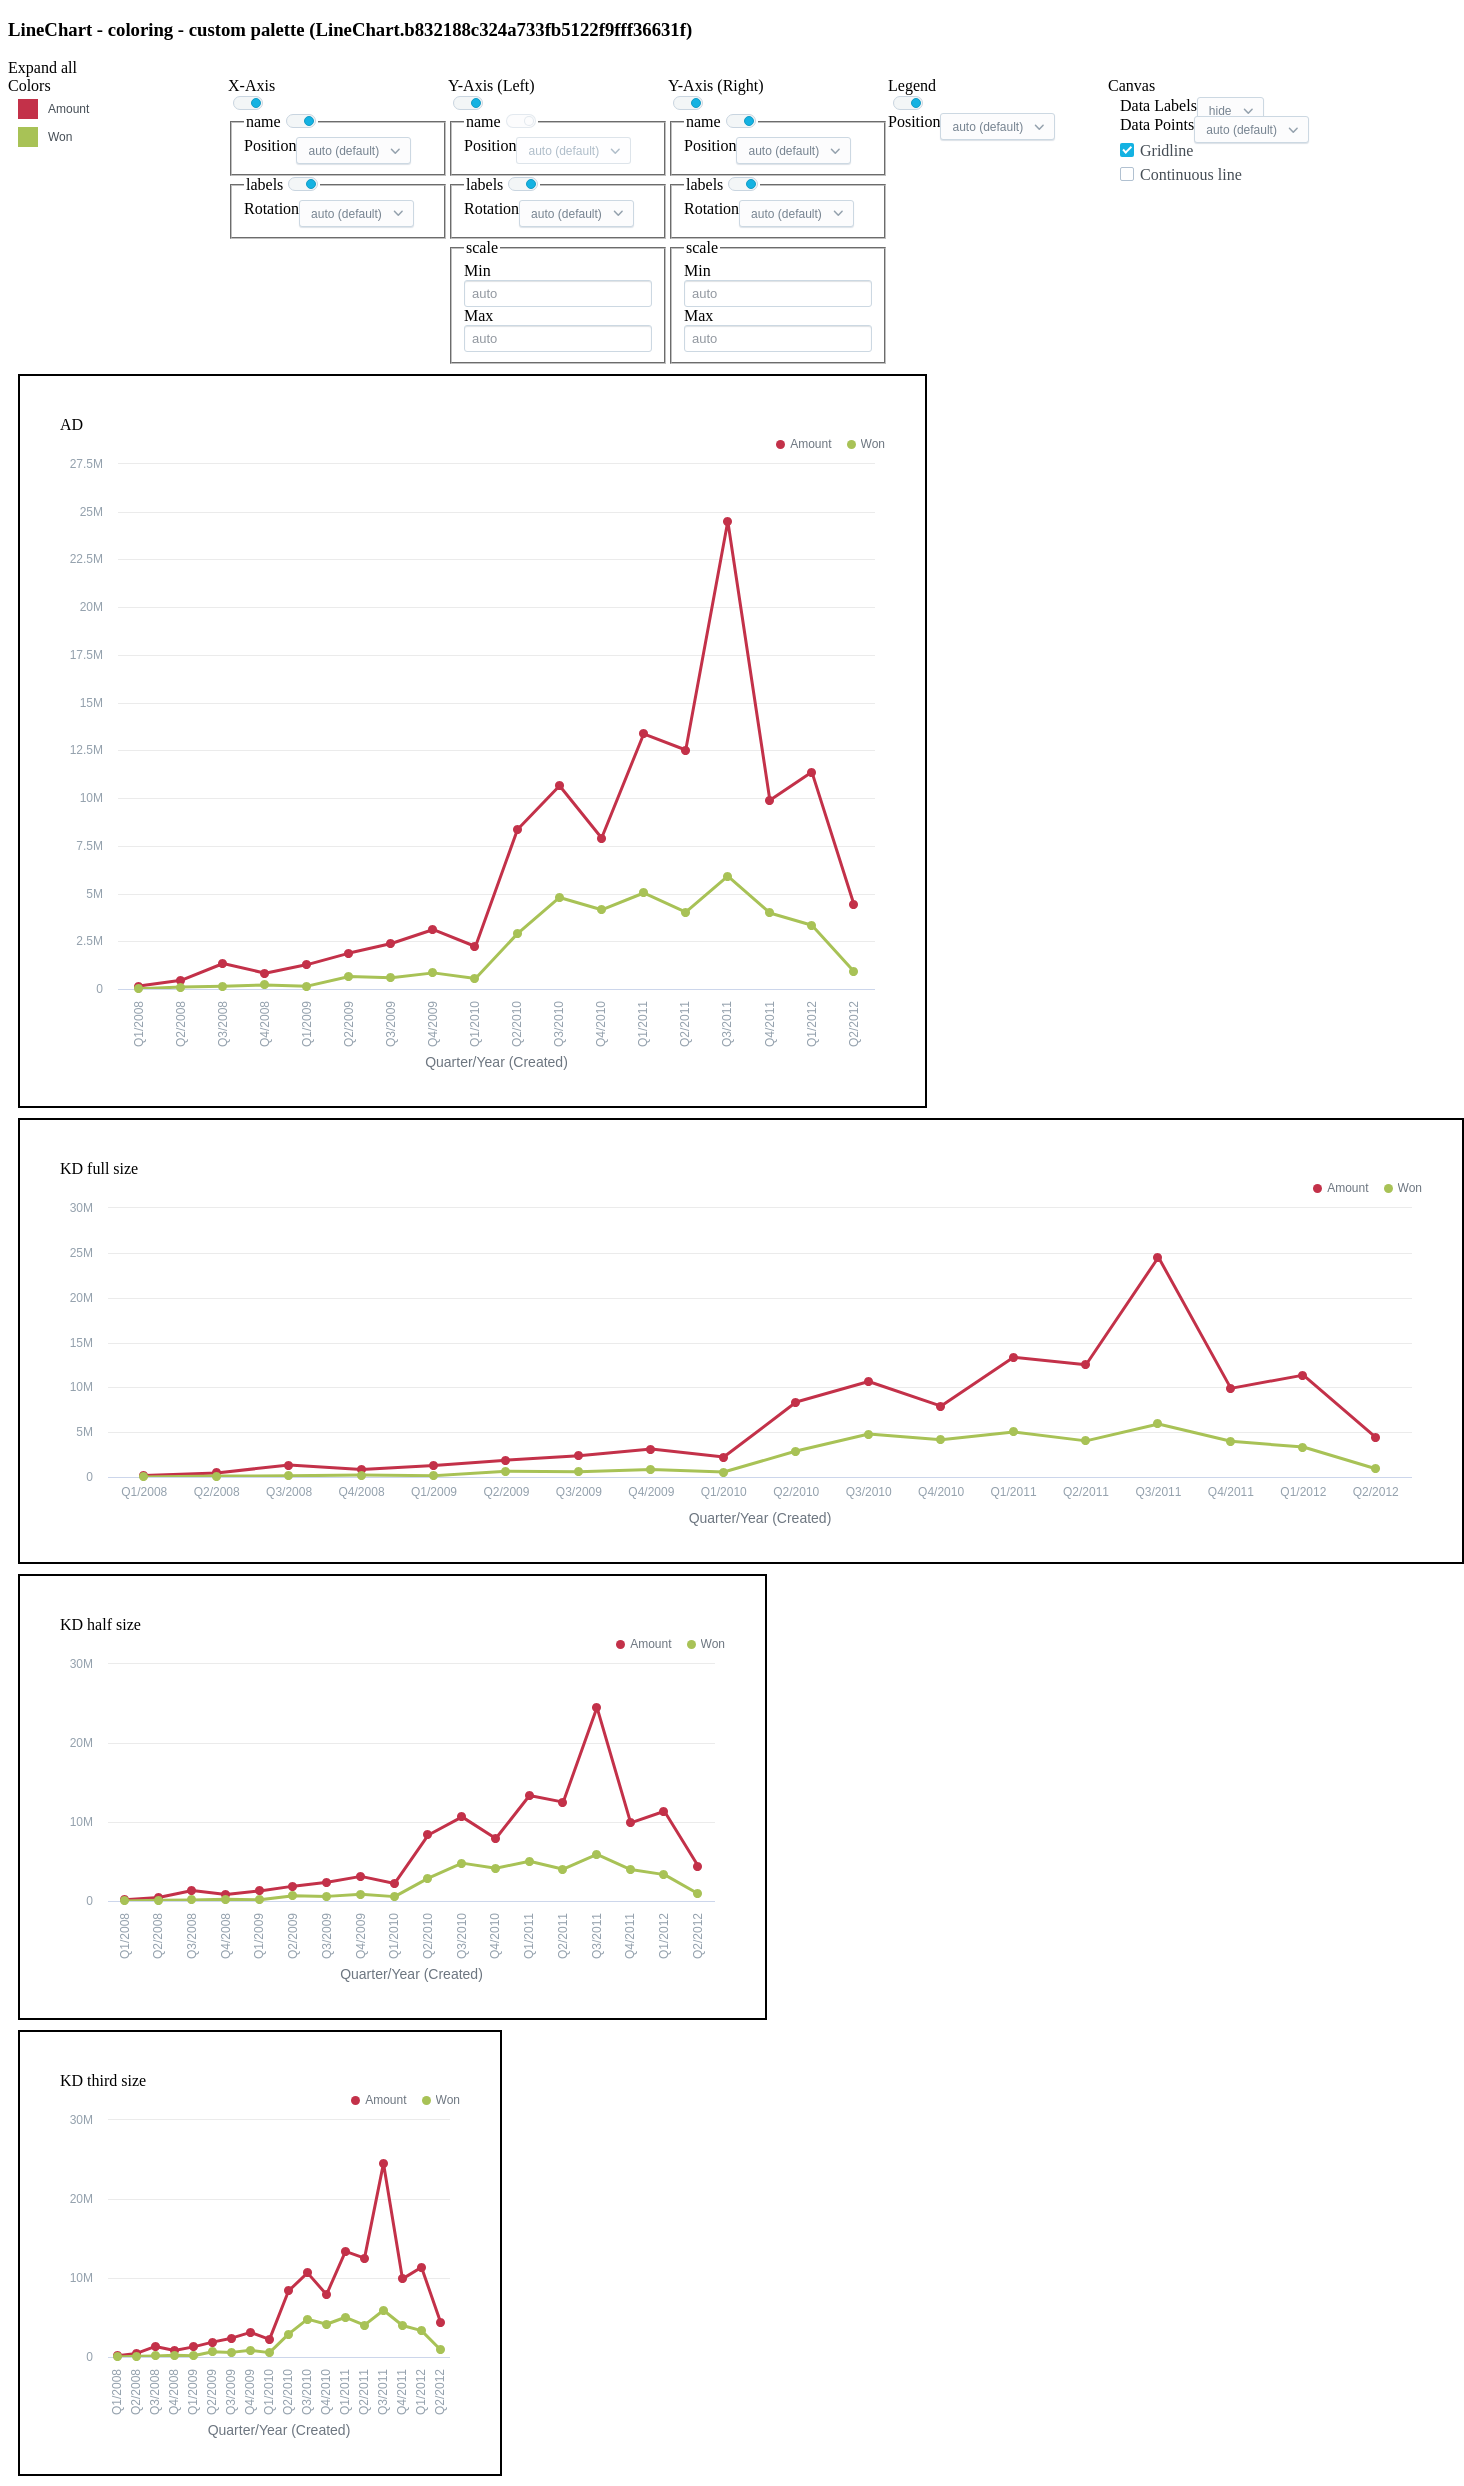 LineChart - coloring - custom palette (LineChart.b832188c324a733fb5122f9fff36631f)
Expand all
Colors
Amount
Won
X-Axis
name
Position auto (default)
labels
Rotation auto (default)
Y-Axis (Left)
name
Position auto (default)
labels
Rotation auto (default)
scale
Min
auto
Max
auto
Y-Axis (Right)
name
Position auto (default)
labels
Rotation auto (default)
scale
Min
auto
Max
auto
Legend
Position auto (default)
Canvas
Data Labels hide
Data Points auto (default)
Gridline
Continuous line
AD
Amount Won
27.5M
25M
22.5M
20M
17.5M
15M
12.5M
10M
7.5M
5M
2.5M
0
Q1/2008 Q2/2008 Q3/2008 Q4/2008 Q1/2009 Q2/2009 Q3/2009 Q4/2009 Q1/2010 Q2/2010 Q3/2010 Q4/2010 Q1/2011 Q2/2011 Q3/2011 Q4/2011 Q1/2012 Q2/2012
Quarter/Year (Created)
KD full size
Amount Won
30M
25M
20M
15M
10M
5M
0
Q1/2008 Q2/2008 Q3/2008 Q4/2008 Q1/2009 Q2/2009 Q3/2009 Q4/2009 Q1/2010 Q2/2010 Q3/2010 Q4/2010 Q1/2011 Q2/2011 Q3/2011 Q4/2011 Q1/2012 Q2/2012
Quarter/Year (Created)
KD half size
Amount Won
30M
20M
10M
0
Q1/2008 Q2/2008 Q3/2008 Q4/2008 Q1/2009 Q2/2009 Q3/2009 Q4/2009 Q1/2010 Q2/2010 Q3/2010 Q4/2010 Q1/2011 Q2/2011 Q3/2011 Q4/2011 Q1/2012 Q2/2012
Quarter/Year (Created)
KD third size
Amount Won
30M
20M
10M
0
Q1/2008 Q2/2008 Q3/2008 Q4/2008 Q1/2009 Q2/2009 Q3/2009 Q4/2009 Q1/2010 Q2/2010 Q3/2010 Q4/2010 Q1/2011 Q2/2011 Q3/2011 Q4/2011 Q1/2012 Q2/2012
Quarter/Year (Created)